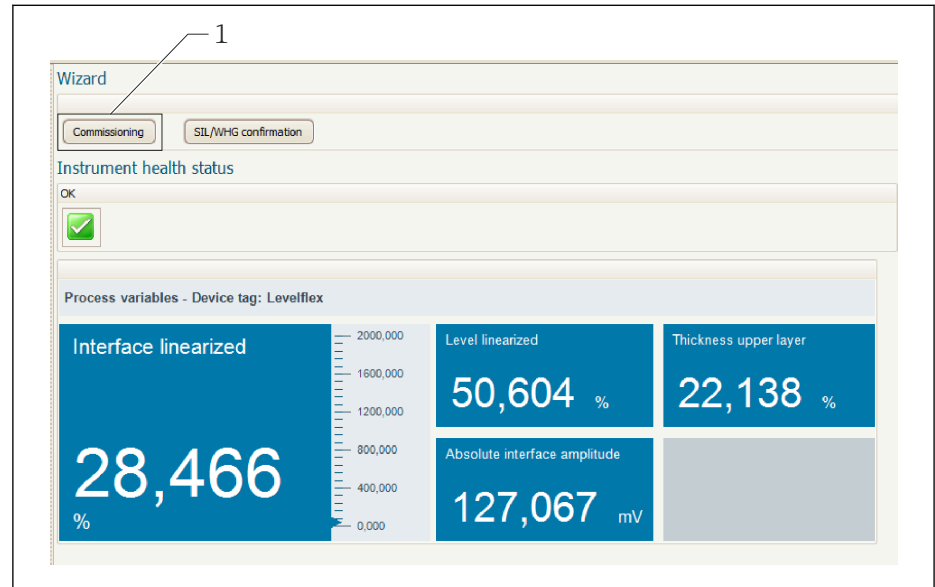 1
Wizard
Commissioning
SIL/WHG confirmation
Instrument health status
OK
Process variables - Device tag: Levelflex
Interface linearized
28,466
%
2000,000
1600,000
1200,000
800,000
400,000
0,000
Level linearized
50,604 %
Thickness upper layer
22,138 %
Absolute interface amplitude
127,067 mV